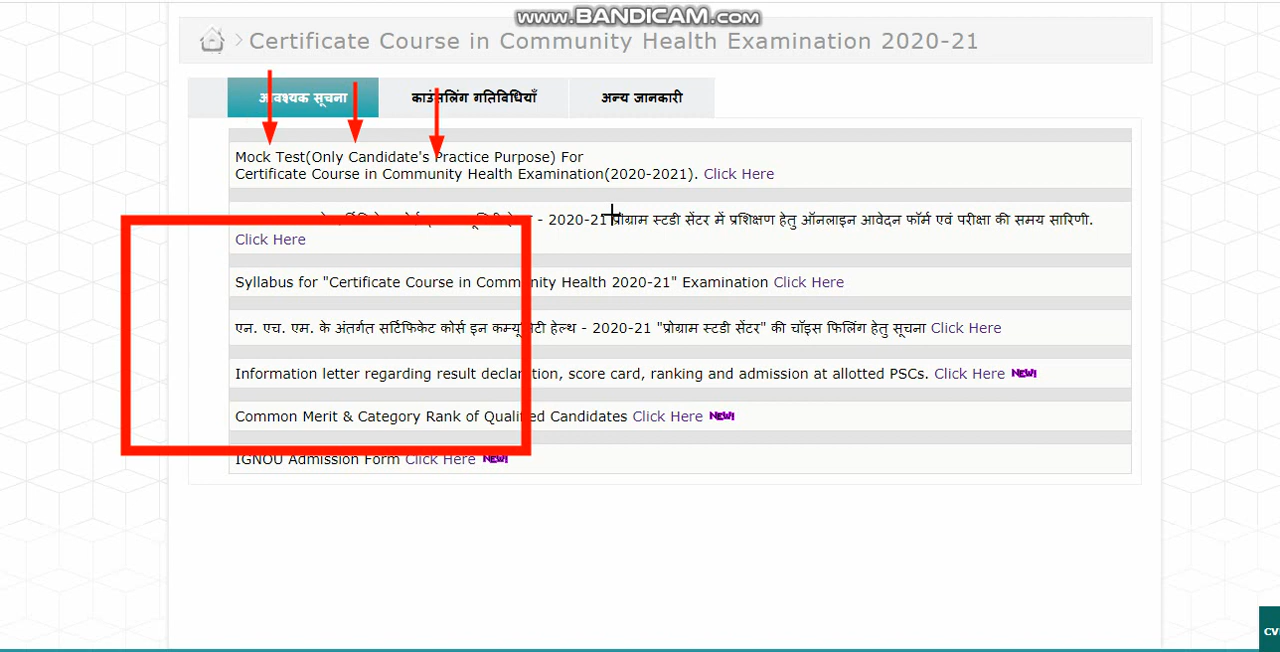 www.BANDICAM.com
Certificate Course in Community Health Examination 2020-21
आवश्यक सूचना
काउंसलिंग गतिविधियाँ
अन्य जानकारी
Mock Test(Only Candidate's Practice Purpose) For
Certificate Course in Community Health Examination(2020-2021). Click Here
- 2020-21 प्रोग्राम स्टडी सेंटर में प्रशिक्षण हेतु ऑनलाइन आवेदन फॉर्म एवं परीक्षा की समय सारिणी.
Click Here
Syllabus for "Certificate Course in Community Health 2020-21" Examination Click Here
एन. एच. एम. के अंतर्गत सर्टिफिकेट कोर्स इन कम्यूनिटी हेल्थ - 2020-21 "प्रोग्राम स्टडी सेंटर" की चॉइस फिलिंग हेतु सूचना Click Here
Information letter regarding result declaration, score card, ranking and admission at allotted PSCs. Click Here NEW!
Common Merit & Category Rank of Qualified Candidates Click Here NEW!
IGNOU Admission Form Click Here NEW!
CV